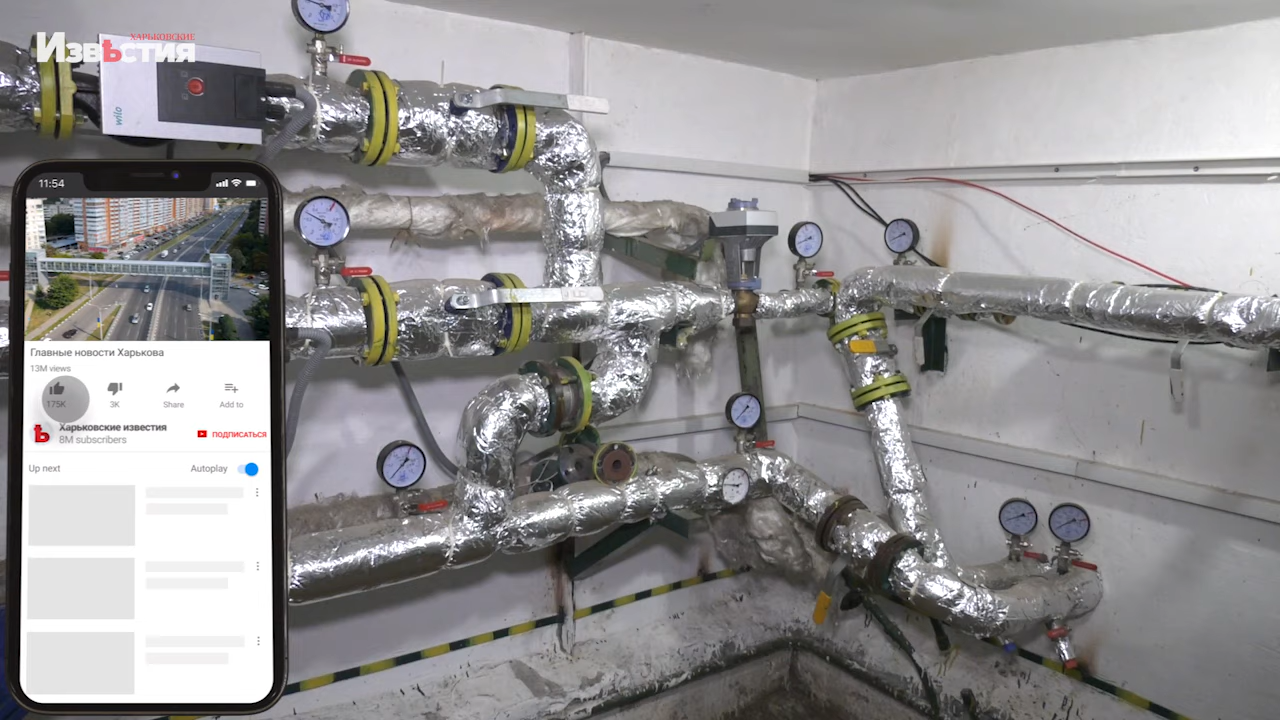 ХАРЬКОВСКИЕ
ИЗВѢСТИЯ
wilo
11:54
Главные новости Харькова
13M views
175K
3K
Share
Add to
Харьковские известия
8M subscribers
ПОДПИСАТЬСЯ
Up next
Autoplay